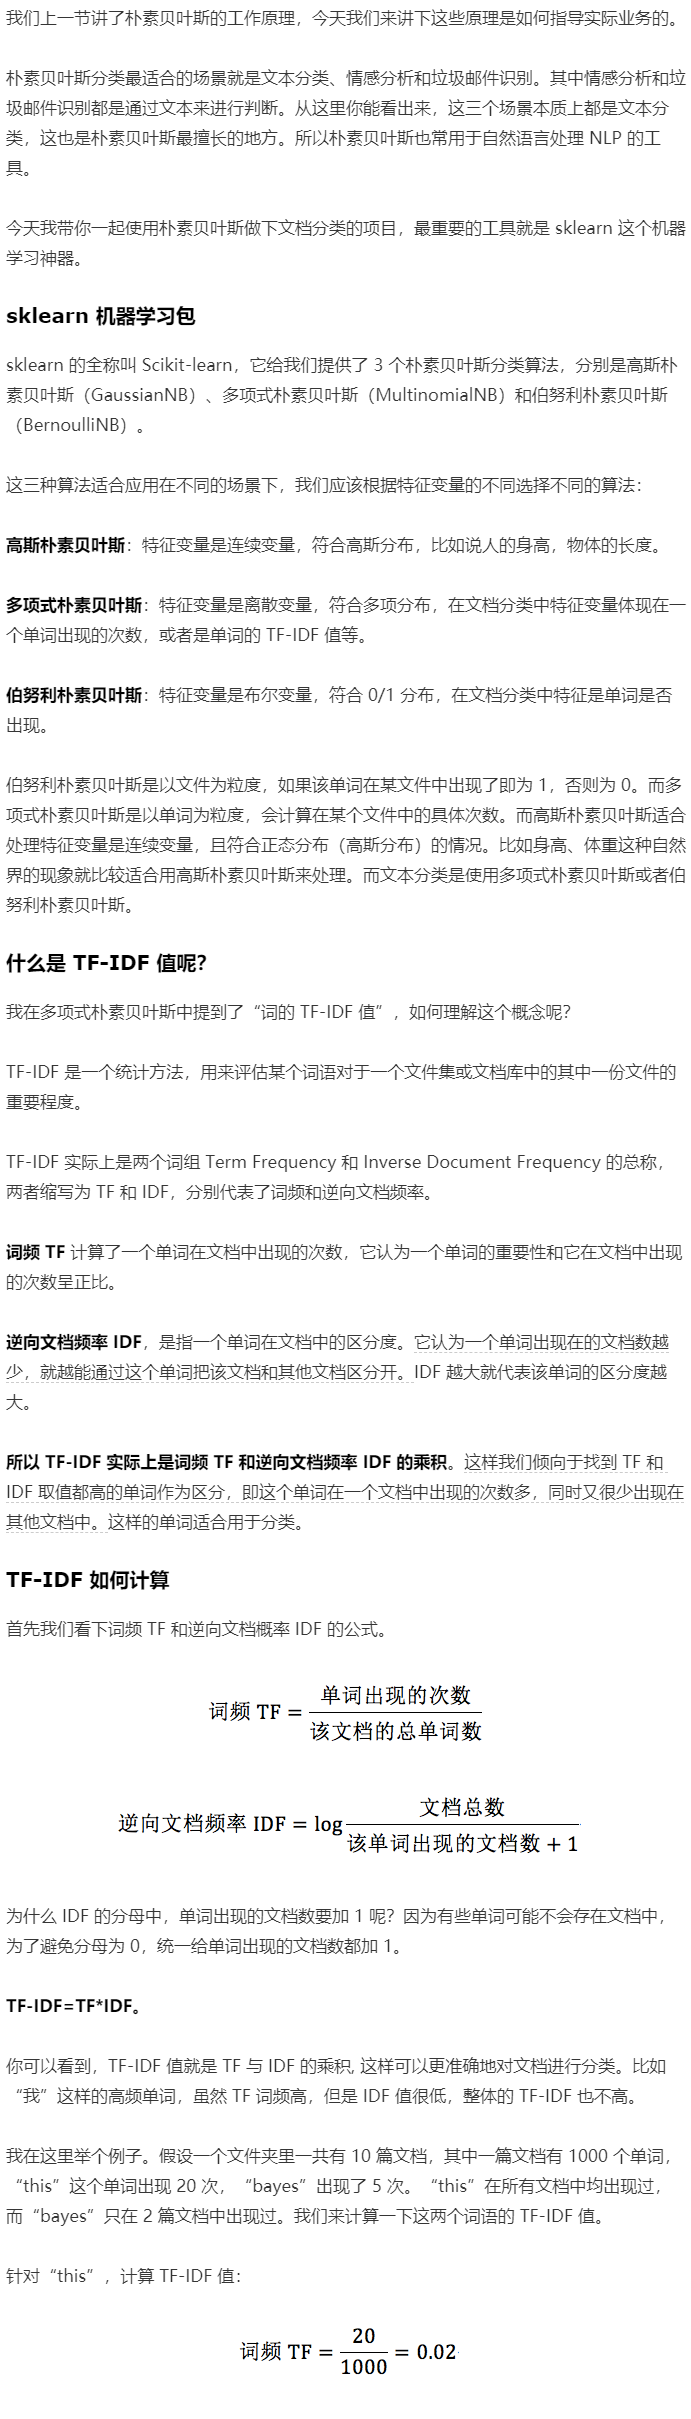 我们上一节讲了朴素贝叶斯的工作原理，今天我们来讲下这些原理是如何指导实际业务的。
朴素贝叶斯分类最适合的场景就是文本分类、情感分析和垃圾邮件识别。其中情感分析和垃
圾邮件识别都是通过文本来进行判断。从这里你能看出来，这三个场景本质上都是文本分
类，这也是朴素贝叶斯最擅长的地方。所以朴素贝叶斯也常用于自然语言处理 NLP 的工
具。
今天我带你一起使用朴素贝叶斯做下文档分类的项目，最重要的工具就是 sklearn 这个机器
学习神器。
sklearn 机器学习包
sklearn 的全称叫 Scikit-learn，它给我们提供了 3 个朴素贝叶斯分类算法，分别是高斯朴
素贝叶斯（GaussianNB）、多项式朴素贝叶斯（MultinomialNB）和伯努利朴素贝叶斯
（BernoulliNB）。
这三种算法适合应用在不同的场景下，我们应该根据特征变量的不同选择不同的算法：
高斯朴素贝叶斯：特征变量是连续变量，符合高斯分布，比如说人的身高，物体的长度。
多项式朴素贝叶斯：特征变量是离散变量，符合多项分布，在文档分类中特征变量体现在一
个单词出现的次数，或者是单词的 TF-IDF 值等。
伯努利朴素贝叶斯：特征变量是布尔变量，符合 0/1 分布，在文档分类中特征是单词是否
出现。
伯努利朴素贝叶斯是以文件为粒度，如果该单词在某文件中出现了即为 1，否则为 0。而多
项式朴素贝叶斯是以单词为粒度，会计算在某个文件中的具体次数。而高斯朴素贝叶斯适合
处理特征变量是连续变量，且符合正态分布（高斯分布）的情况。比如身高、体重这种自然
界的现象就比较适合用高斯朴素贝叶斯来处理。而文本分类是使用多项式朴素贝叶斯或者伯
努利朴素贝叶斯。
什么是 TF-IDF 值呢？
我在多项式朴素贝叶斯中提到了“词的 TF-IDF 值”，如何理解这个概念呢？
TF-IDF 是一个统计方法，用来评估某个词语对于一个文件集或文档库中的其中一份文件的
重要程度。
TF-IDF 实际上是两个词组 Term Frequency 和 Inverse Document Frequency 的总称，
两者缩写为 TF 和 IDF，分别代表了词频和逆向文档频率。
词频 TF 计算了一个单词在文档中出现的次数，它认为一个单词的重要性和它在文档中出现
的次数呈正比。
逆向文档频率 IDF，是指一个单词在文档中的区分度。它认为一个单词出现在的文档数越
少，就越能通过这个单词把该文档和其他文档区分开。IDF 越大就代表该单词的区分度越
大。
所以 TF-IDF 实际上是词频 TF 和逆向文档频率 IDF 的乘积。这样我们倾向于找到 TF 和
IDF 取值都高的单词作为区分，即这个单词在一个文档中出现的次数多，同时又很少出现在
其他文档中。这样的单词适合用于分类。
TF-IDF 如何计算
首先我们看下词频 TF 和逆向文档概率 IDF 的公式。
词频 TF = 单词出现的次数
该文档的总单词数
逆向文档频率 IDF = log 文档总数
该单词出现的文档数 + 1
为什么 IDF 的分母中，单词出现的文档数要加 1 呢？因为有些单词可能不会存在文档中，
为了避免分母为 0，统一给单词出现的文档数都加 1。
TF-IDF=TF*IDF。
你可以看到，TF-IDF 值就是 TF 与 IDF 的乘积, 这样可以更准确地对文档进行分类。比如
“我”这样的高频单词，虽然 TF 词频高，但是 IDF 值很低，整体的 TF-IDF 也不高。
我在这里举个例子。假设一个文件夹里一共有 10 篇文档，其中一篇文档有 1000 个单词，
“this”这个单词出现 20 次，“bayes”出现了 5 次。“this”在所有文档中均出现过，
而“bayes”只在 2 篇文档中出现过。我们来计算一下这两个词语的 TF-IDF 值。
针对“this”，计算 TF-IDF 值：
词频 TF = 20
1000 = 0.02